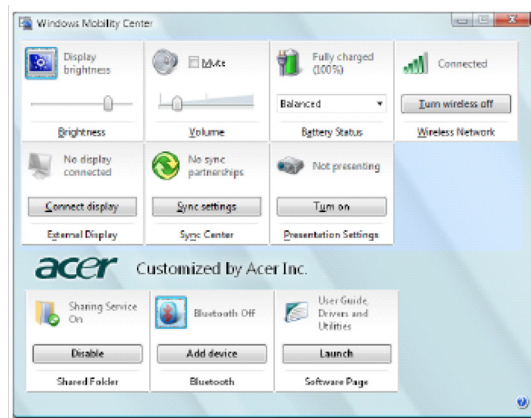 Windows Mobility Center
Display
brightness
Brightness
Mute
Volume
Fully charged
(100%)
Balanced
Battery Status
Connected
Turn wireless off
Wireless Network
No display
connected
Connect display
External Display
No sync
partnerships
Sync settings
Sync Center
Not presenting
Turn on
Presentation Settings
acer Customized by Acer Inc.
Sharing Service
On
Disable
Shared Folder
Bluetooth Off
Add device
Bluetooth
User Guide,
Drivers and
Utilities
Launch
Software Page